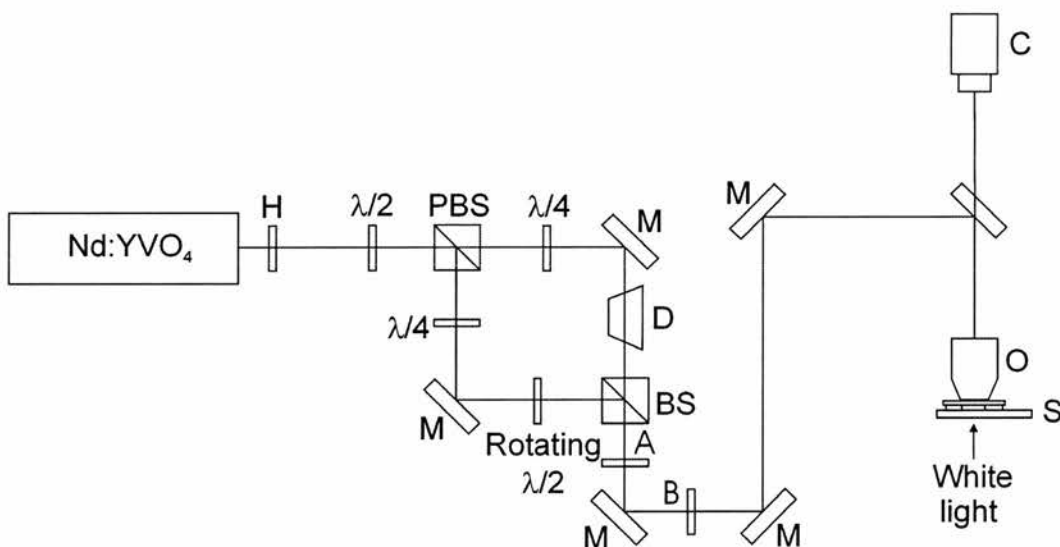 C
H
λ/2
PBS
λ/4
M
M
Nd:YVO₄
D
λ/4
O
BS
M
S
Rotating
λ/2
A
B
White
light
M
M